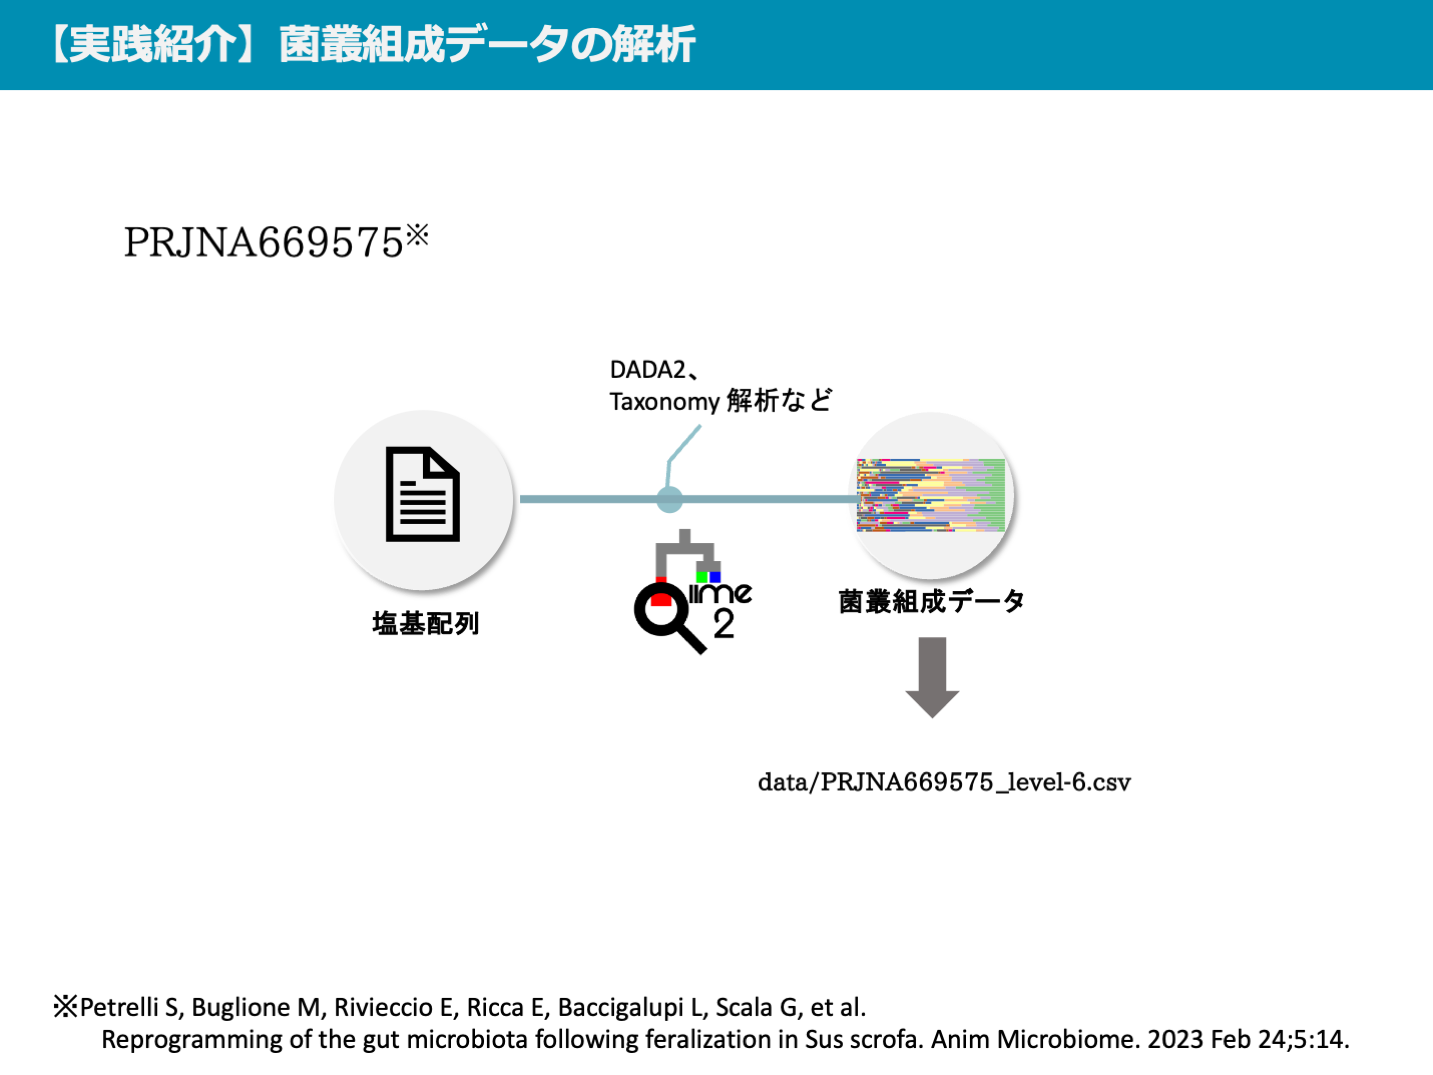 【実践紹介】菌叢組成データの解析
PRJNA669575※
DADA2、
Taxonomy 解析など
塩基配列
iime
2
菌叢組成データ
data/PRJNA669575_level-6.csv
※Petrelli S, Buglione M, Rivieccio E, Ricca E, Baccigalupi L, Scala G, et al.
Reprogramming of the gut microbiota following feralization in Sus scrofa. Anim Microbiome. 2023 Feb 24;5:14.